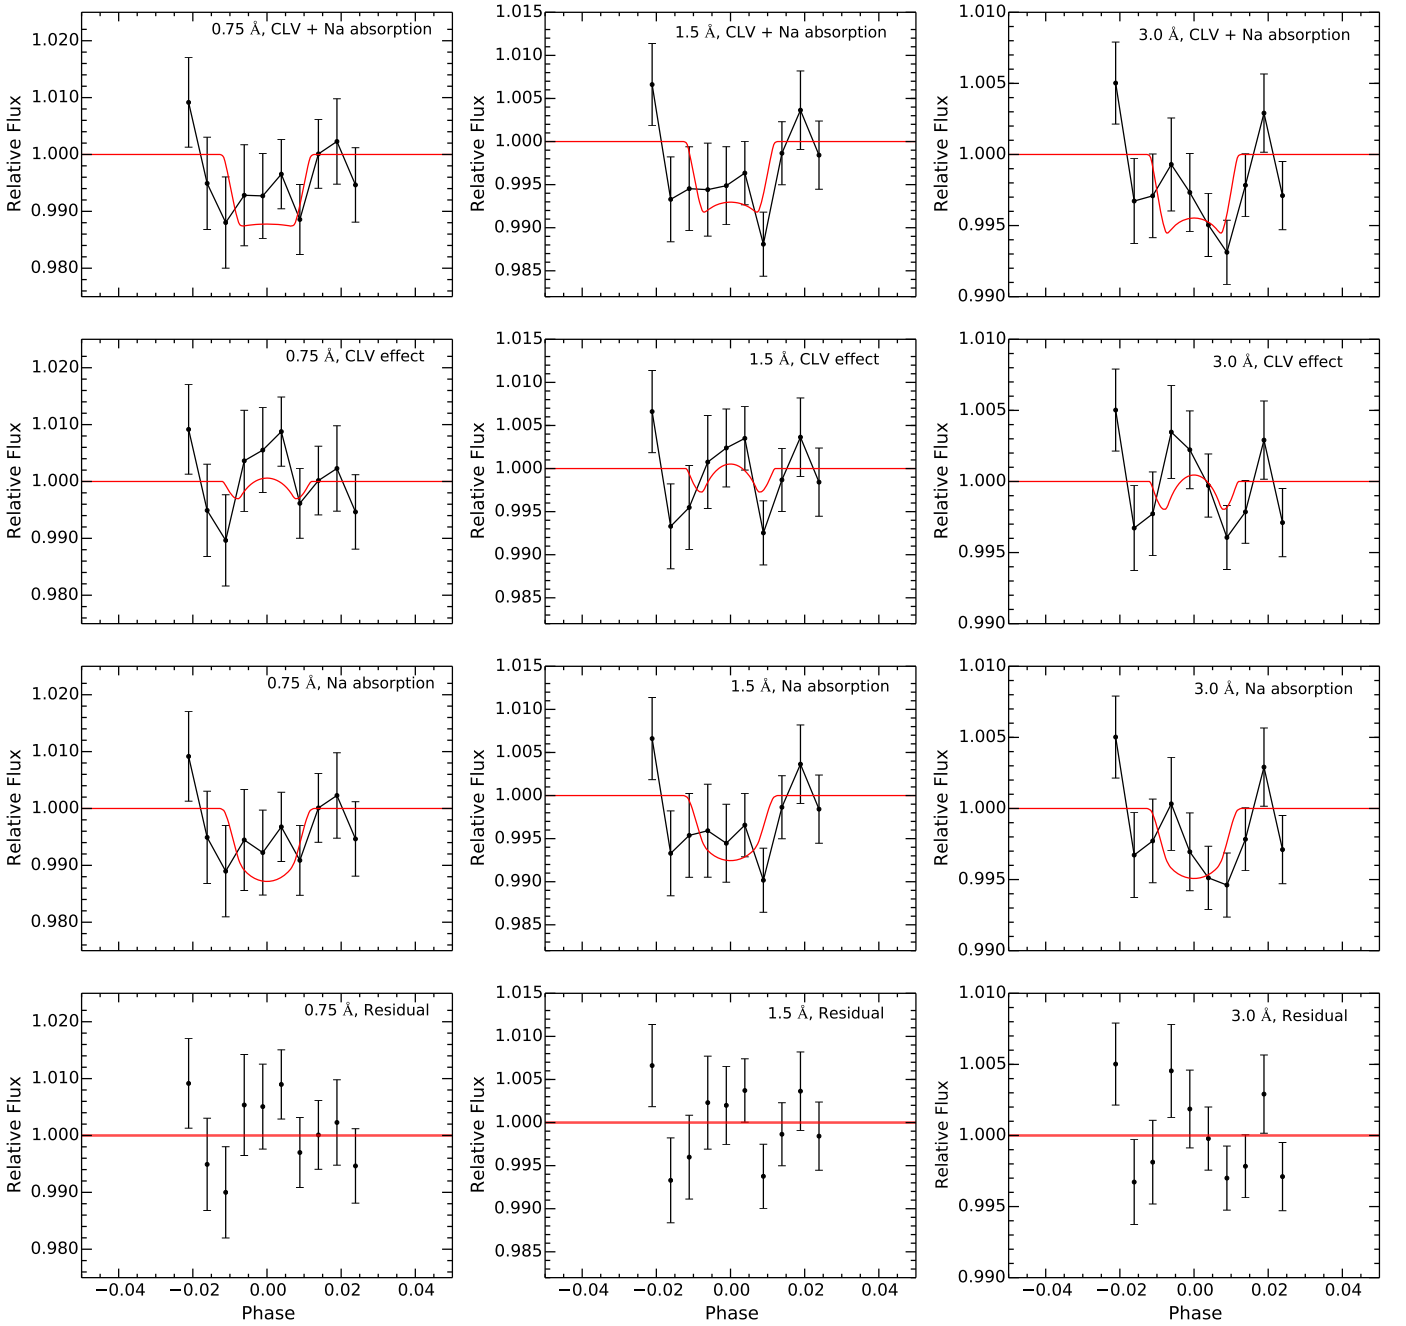 0.75 Å, CLV + Na absorption
1.020
1.010
1.000
0.990
0.980
Relative Flux
1.5 Å, CLV + Na absorption
1.015
1.010
1.005
1.000
0.995
0.990
0.985
Relative Flux
3.0 Å, CLV + Na absorption
1.010
1.005
1.000
0.995
0.990
Relative Flux
0.75 Å, CLV effect
1.020
1.010
1.000
0.990
0.980
Relative Flux
1.5 Å, CLV effect
1.015
1.010
1.005
1.000
0.995
0.990
0.985
Relative Flux
3.0 Å, CLV effect
1.010
1.005
1.000
0.995
0.990
Relative Flux
0.75 Å, Na absorption
1.020
1.010
1.000
0.990
0.980
Relative Flux
1.5 Å, Na absorption
1.015
1.010
1.005
1.000
0.995
0.990
0.985
Relative Flux
3.0 Å, Na absorption
1.010
1.005
1.000
0.995
0.990
Relative Flux
0.75 Å, Residual
1.020
1.010
1.000
0.990
0.980
Relative Flux
−0.04 −0.02 0.00 0.02 0.04
Phase
1.5 Å, Residual
1.015
1.010
1.005
1.000
0.995
0.990
0.985
Relative Flux
−0.04 −0.02 0.00 0.02 0.04
Phase
3.0 Å, Residual
1.010
1.005
1.000
0.995
0.990
Relative Flux
−0.04 −0.02 0.00 0.02 0.04
Phase